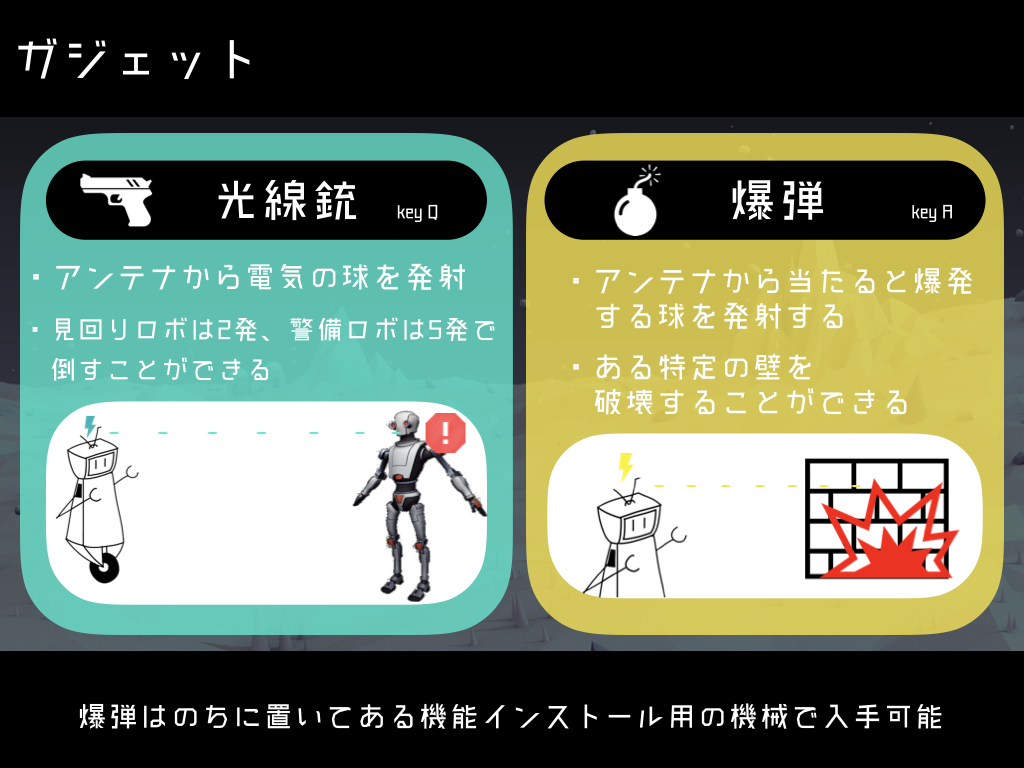 ガジェット
光線銃 key Q
・アンテナから電気の球を発射
・見回りロボは2発、警備ロボは5発で
倒すことができる
!
爆弾 key A
・アンテナから当たると爆発
する球を発射する
・ある特定の壁を
破壊することができる
爆弾はのちに置いてある機能インストール用の機械で入手可能